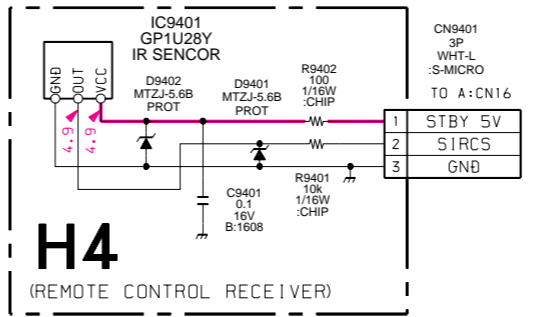 IC9401
GP1U28Y
IR SENCOR
CN9401
3P
WHT-L
:S-MICRO
TO A:CN16
GND
OUT
VCC
D9402
MTZJ-5.6B
PROT
D9401
MTZJ-5.6B
PROT
R9402
100
1/16W
:CHIP
4.9
4.9
1 STBY 5V
2 SIRCS
3 GND
C9401
0.1
16V
B:1608
R9401
10k
1/16W
:CHIP
H4
(REMOTE CONTROL RECEIVER)